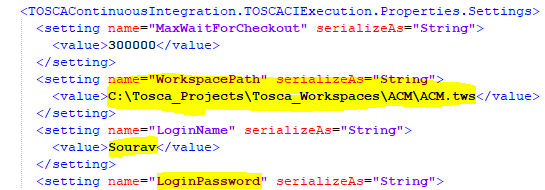 <TOSCAContinuousIntegration.TOSCACIExecution.Properties.Settings>
<setting name="MaxWaitForCheckout" serializeAs="String">
<value>300000</value>
</setting>
<setting name="WorkspacePath" serializeAs="String">
<value>C:\Tosca_Projects\Tosca_Workspaces\ACM\ACM.tws</value>
</setting>
<setting name="LoginName" serializeAs="String">
<value>Sourav</value>
</setting>
<setting name="LoginPassword" serializeAs="String">